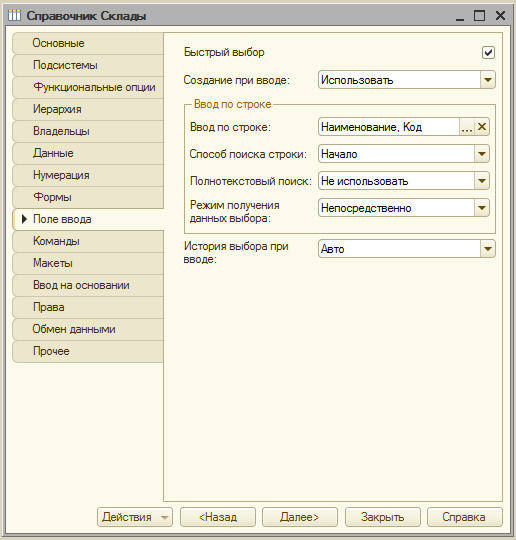 Справочник Склады
Основные
Подсистемы
Функциональные опции
Иерархия
Владельцы
Данные
Нумерация
Формы
Поле ввода
Команды
Макеты
Ввод на основании
Права
Обмен данными
Прочее
Быстрый выбор
Создание при вводе: Использовать
Ввод по строке
Ввод по строке: Наименование, Код ...
Способ поиска строки: Начало
Полнотекстовый поиск: Не использовать
Режим получения
данных выбора: Непосредственно
История выбора при
вводе: Авто
Действия <Назад Далее> Закрыть Справка